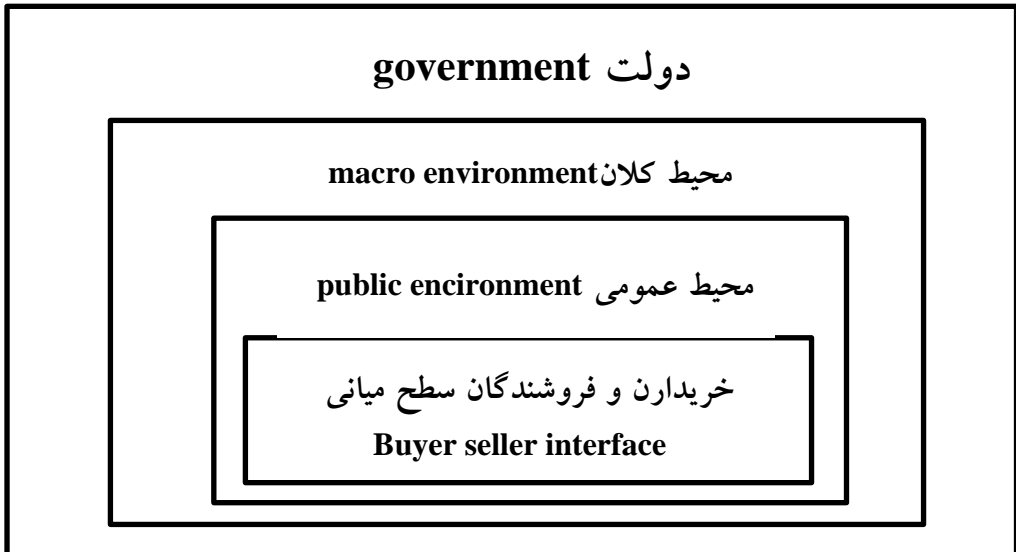 دولت government
محیط کلانmacro environment
محیط عمومی public encironment
خریدارن و فروشندگان سطح میانی
Buyer seller interface